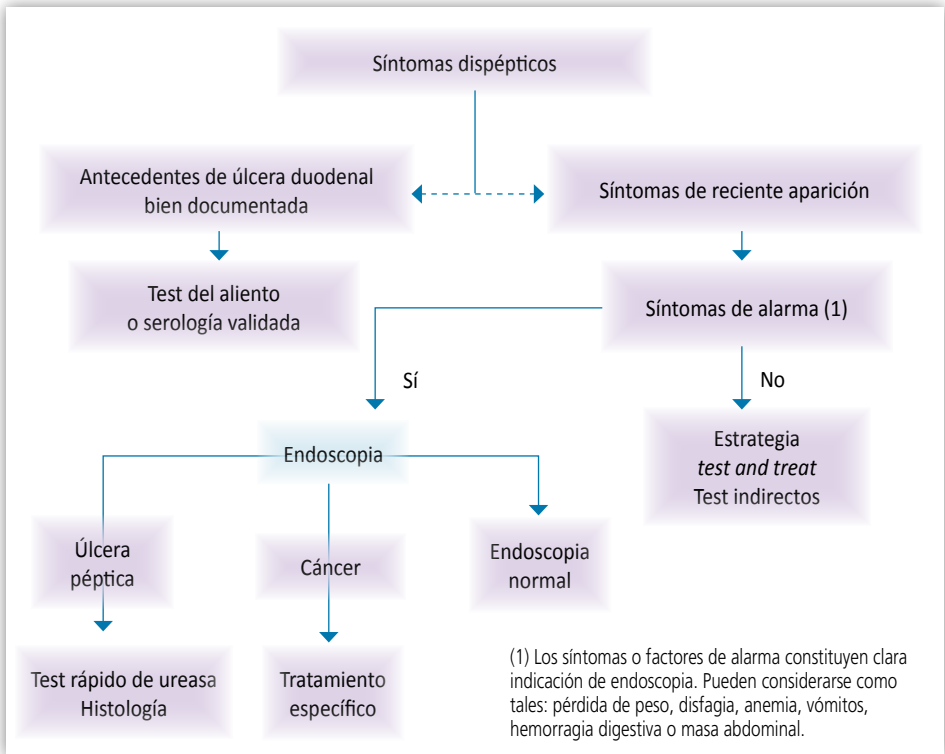 Síntomas dispépticos
Antecedentes de úlcera duodenal
bien documentada
Síntomas de reciente aparición
Test del aliento
o serología validada
Síntomas de alarma (1)
Sí
No
Endoscopia
Estrategia
test and treat
Test indirectos
Úlcera
péptica
Cáncer
Endoscopia
normal
Test rápido de ureasa
Histología
Tratamiento
específico
(1) Los síntomas o factores de alarma constituyen clara
indicación de endoscopia. Pueden considerarse como
tales: pérdida de peso, disfagia, anemia, vómitos,
hemorragia digestiva o masa abdominal.